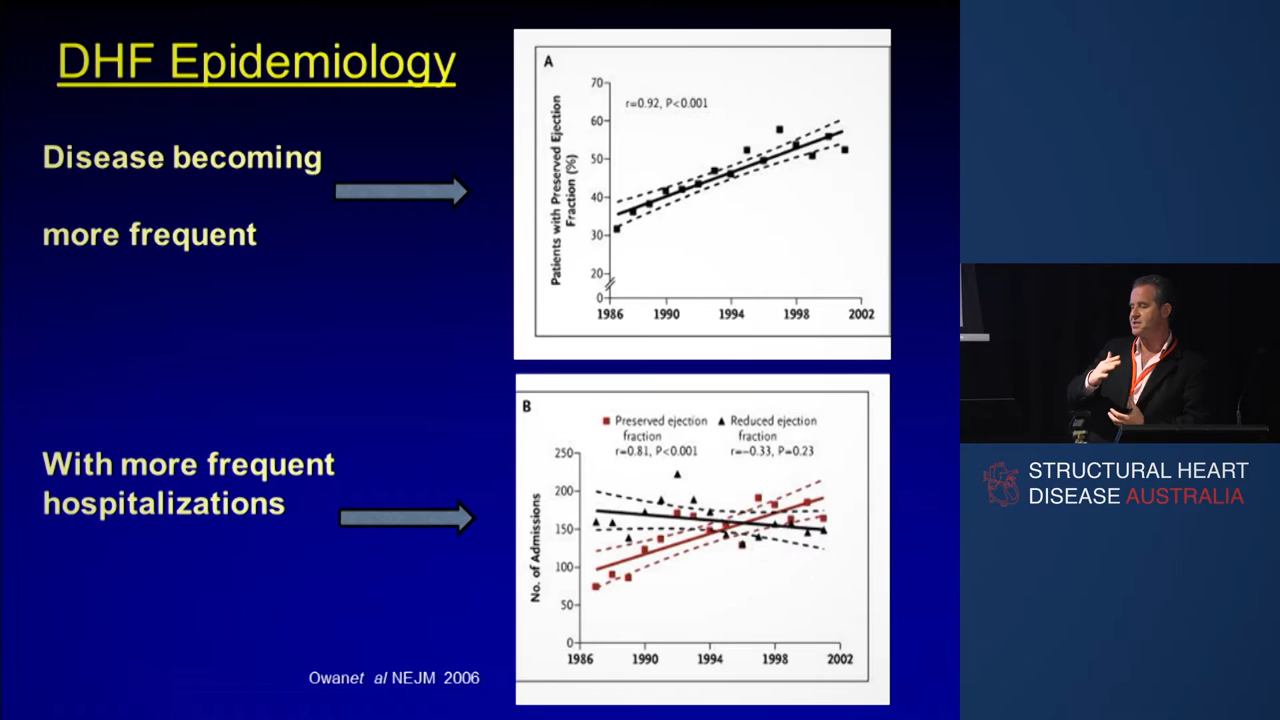 DHF Epidemiology
Disease becoming
more frequent
With more frequent
hospitalizations
Owanet al NEJM 2006
A
r=0.92, P<0.001
Patients with Preserved Ejection
Fraction (%)
70
60
50
40
30
20
0
1986 1990 1994 1998 2002
B
Preserved ejection
fraction
r=0.81, P<0.001
Reduced ejection
fraction
r=−0.33, P=0.23
No. of Admissions
250
200
150
100
50
0
1986 1990 1994 1998 2002
STRUCTURAL HEART
DISEASE AUSTRALIA